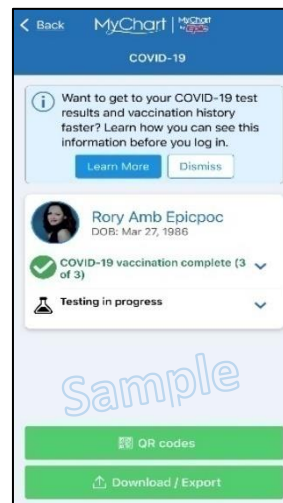 Back MyChart | MyChart
by Epic
COVID-19
Want to get to your COVID-19 test
results and vaccination history
faster? Learn how you can see this
information before you log in.
Learn More Dismiss
Rory Amb Epicpoc
DOB: Mar 27, 1986
COVID-19 vaccination complete (3
of 3)
Testing in progress
Sample
QR codes
Download / Export